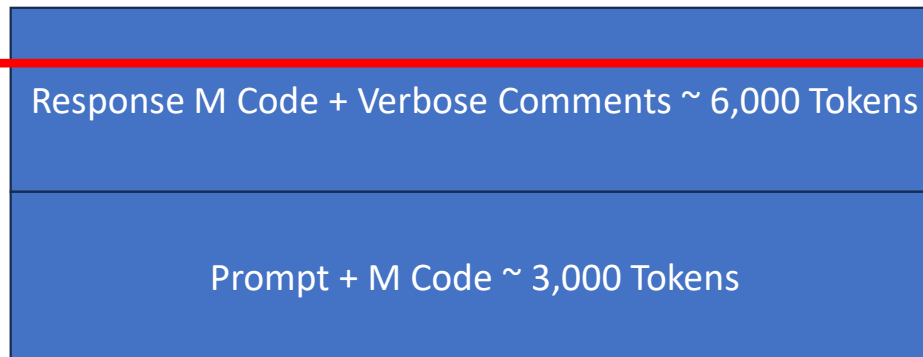 Response M Code + Verbose Comments ~ 6,000 Tokens
Prompt + M Code ~ 3,000 Tokens